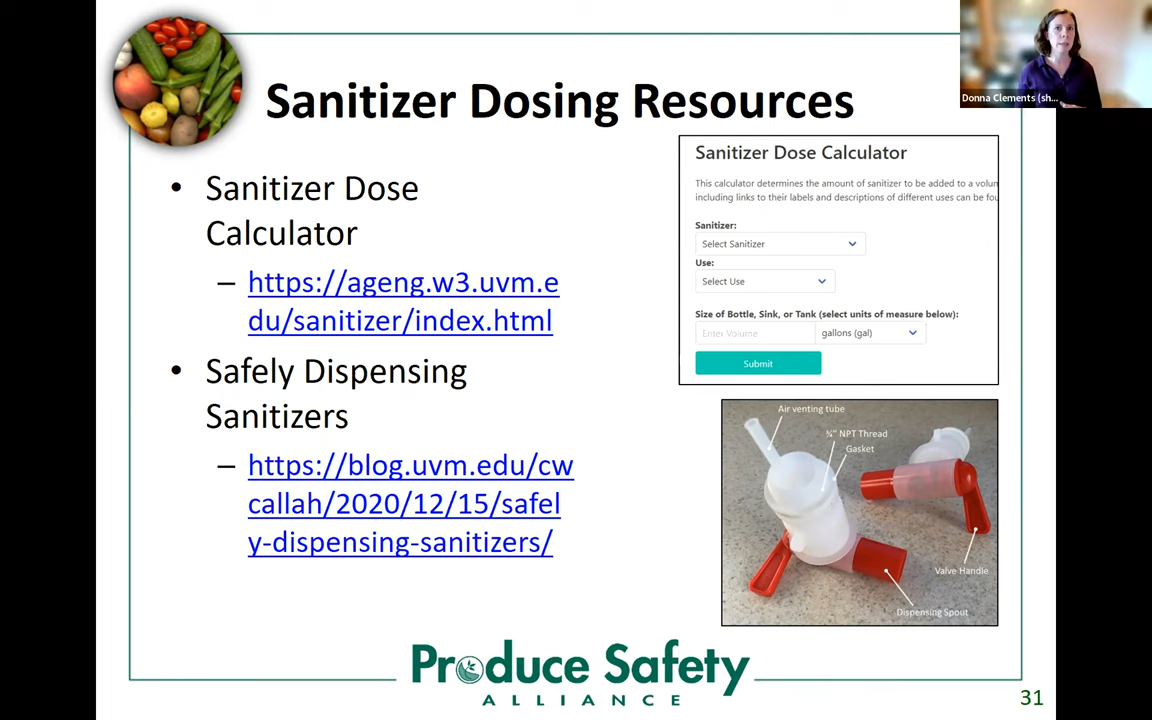 Sanitizer Dosing Resources
Donna Clements (sh...
• Sanitizer Dose
Calculator
– https://ageng.w3.uvm.e
du/sanitizer/index.html
• Safely Dispensing
Sanitizers
– https://blog.uvm.edu/cw
callah/2020/12/15/safel
y-dispensing-sanitizers/
Sanitizer Dose Calculator
This calculator determines the amount of sanitizer to be added to a volun
including links to their labels and descriptions of different uses can be fou
Sanitizer:
Select Sanitizer
Use:
Select Use
Size of Bottle, Sink, or Tank (select units of measure below):
Enter Volume
gallons (gal)
Submit
Air venting tube
¾" NPT Thread
Gasket
Valve Handle
Dispensing Spout
Produce Safety
ALLIANCE
31